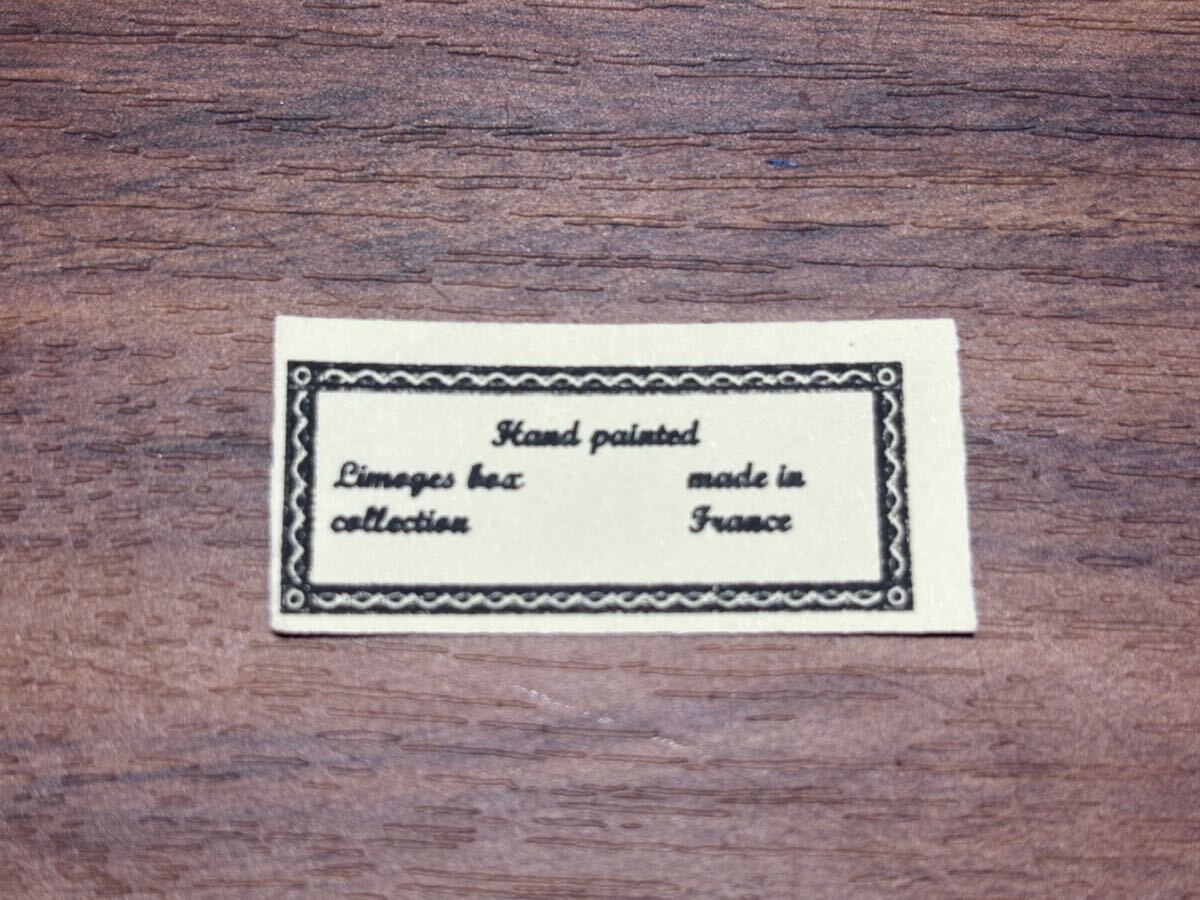 Hand painted
Limoges box made in
collection France